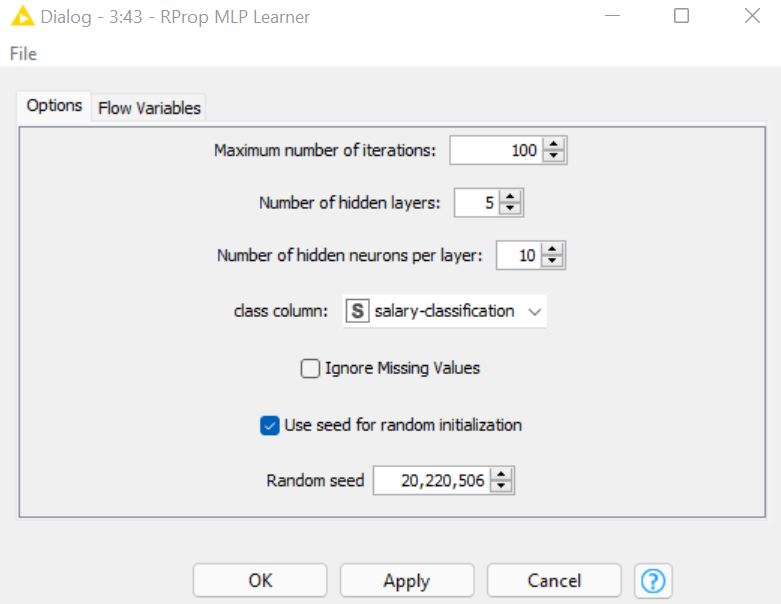 Dialog - 3:43 - RProp MLP Learner
File
Options Flow Variables
Maximum number of iterations: 100
Number of hidden layers: 5
Number of hidden neurons per layer: 10
class column: S salary-classification
Ignore Missing Values
Use seed for random initialization
Random seed 20,220,506
OK Apply Cancel ?